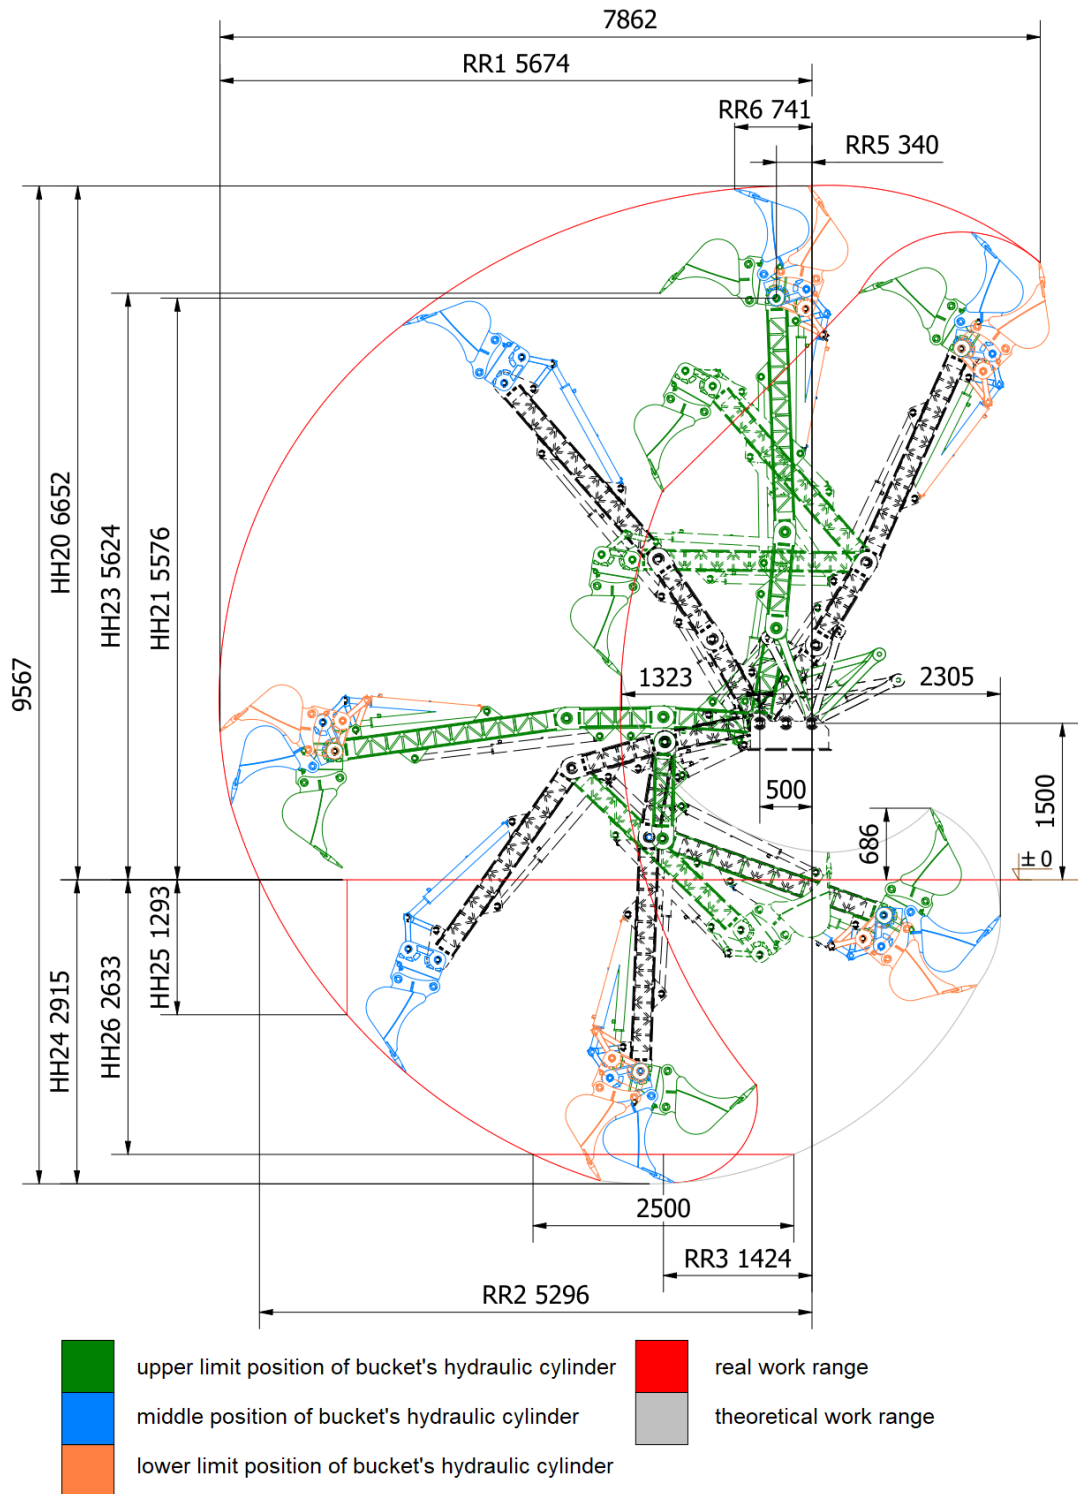 7862
RR1 5674
RR6 741
RR5 340
HH20 6652
HH23 5624
HH21 5576
9567
1323
2305
500
1500
686
±0
HH25 1293
HH26 2633
HH24 2915
2500
RR3 1424
RR2 5296
upper limit position of bucket's hydraulic cylinder
real work range
middle position of bucket's hydraulic cylinder
theoretical work range
lower limit position of bucket's hydraulic cylinder